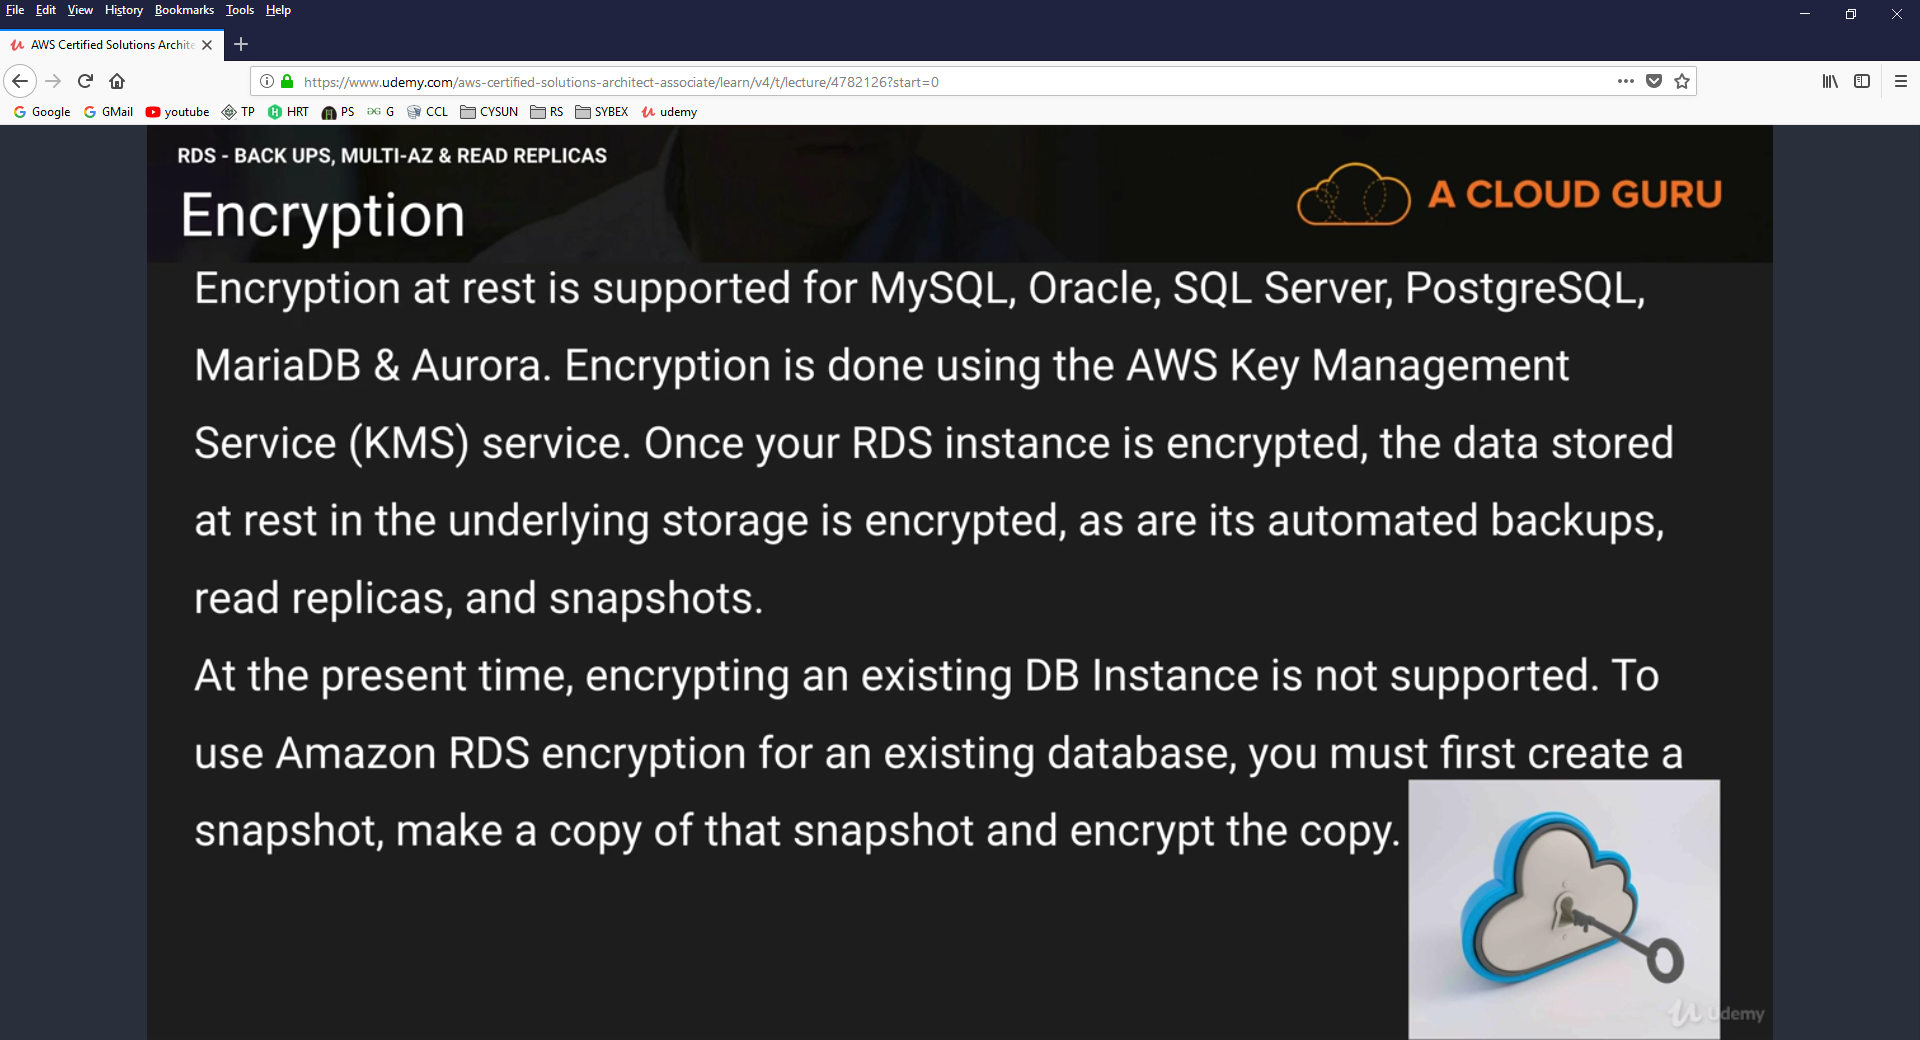 File Edit View History Bookmarks Tools Help
AWS Certified Solutions Archite
https://www.udemy.com/aws-certified-solutions-architect-associate/learn/v4/t/lecture/4782126?start=0
Google GMail youtube TP HRT PS G CCL CYSUN RS SYBEX udemy
RDS - BACK UPS, MULTI-AZ & READ REPLICAS
Encryption
A CLOUD GURU
Encryption at rest is supported for MySQL, Oracle, SQL Server, PostgreSQL,
MariaDB & Aurora. Encryption is done using the AWS Key Management
Service (KMS) service. Once your RDS instance is encrypted, the data stored
at rest in the underlying storage is encrypted, as are its automated backups,
read replicas, and snapshots.
At the present time, encrypting an existing DB Instance is not supported. To
use Amazon RDS encryption for an existing database, you must first create a
snapshot, make a copy of that snapshot and encrypt the copy.
Udemy